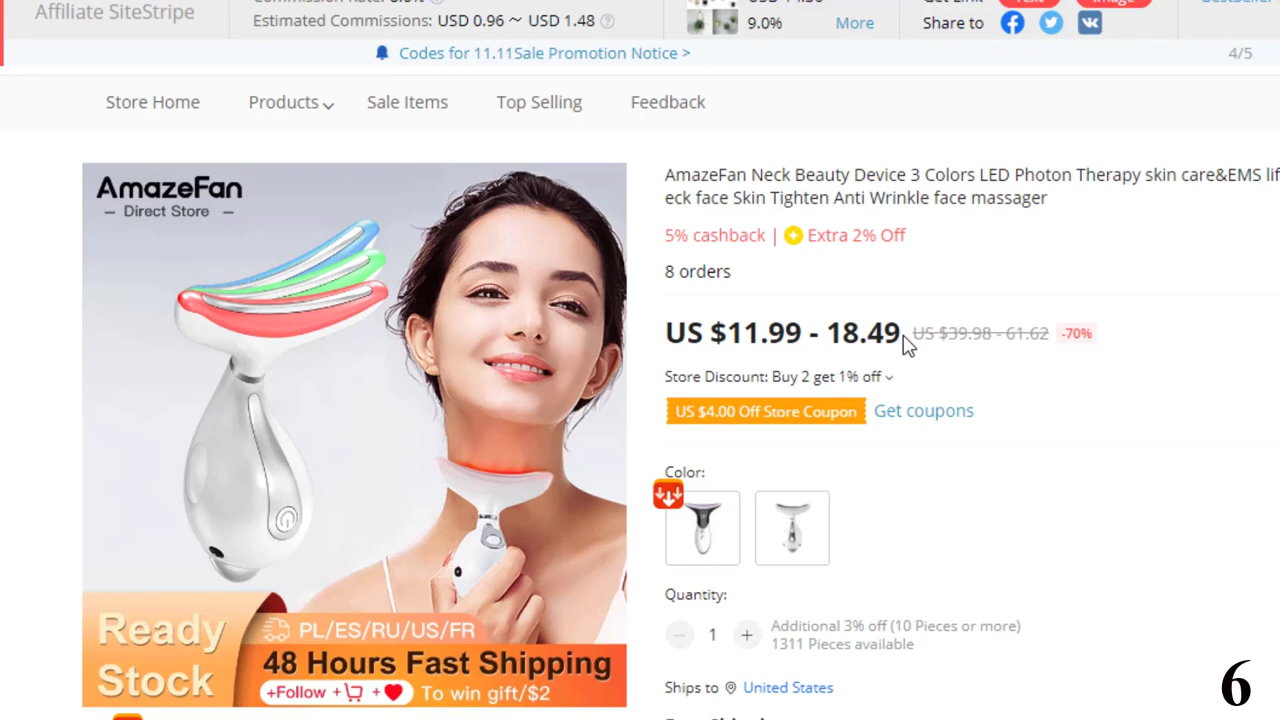 Affiliate SiteStripe
Estimated Commissions: USD 0.96 ~ USD 1.48
9.0%
More
Share to
Codes for 11.11Sale Promotion Notice >
4/5
Store Home
Products
Sale Items
Top Selling
Feedback
AmazeFan
Direct Store
AmazeFan Neck Beauty Device 3 Colors LED Photon Therapy skin care&EMS lif
eck face Skin Tighten Anti Wrinkle face massager
5% cashback | Extra 2% Off
8 orders
US $11.99 - 18.49
US $39.98 - 61.62
-70%
Store Discount: Buy 2 get 1% off
US $4.00 Off Store Coupon
Get coupons
Color:
Quantity:
1
Additional 3% off (10 Pieces or more)
1311 Pieces available
Ships to
United States
Ready
Stock
PL/ES/RU/US/FR
48 Hours Fast Shipping
+Follow + +
To win gift/$2
6